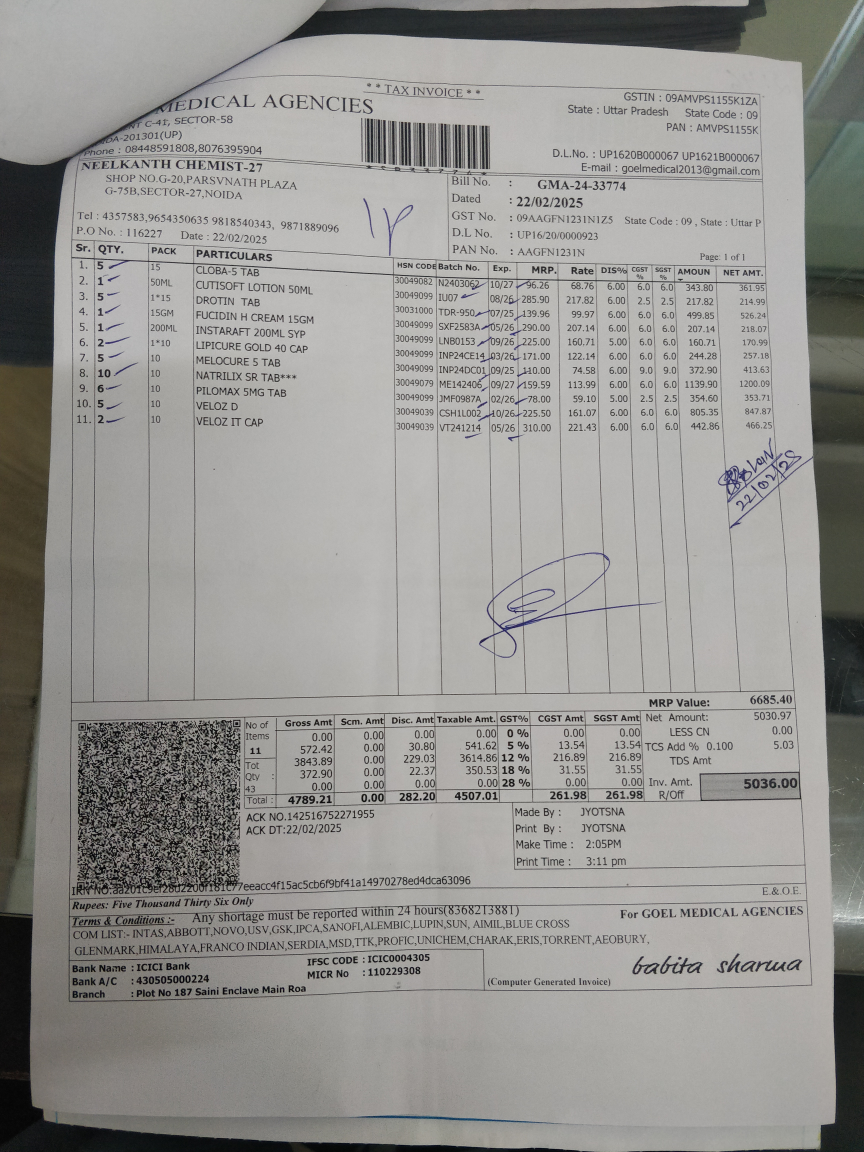 ** TAX INVOICE **
MEDICAL AGENCIES
C-41, SECTOR-58
-201301(UP)
Phone : 08448591808,8076395904
GSTIN : 09AMVPS1155K1ZA
State : Uttar Pradesh State Code : 09
PAN : AMVPS1155K
D.L.No. : UP1620B000067 UP1621B000067
E-mail : goelmedical2013@gmail.com
NEELKANTH CHEMIST-27
SHOP NO.G-20,PARSVNATH PLAZA
G-75B,SECTOR-27,NOIDA
Tel : 4357583,9654350635 9818540343, 9871889096
P.O No. : 116227 Date : 22/02/2025
Bill No. : GMA-24-33774
Dated : 22/02/2025
GST No. : 09AAGFN1231N1Z5 State Code : 09 , State : Uttar P
D.L No. : UP16/20/0000923
PAN No. : AAGFN1231N
Page: 1 of 1
Sr. QTY. PACK PARTICULARS HSN CODE Batch No. Exp. MRP. Rate DIS% CGST % SGST % AMOUN NET AMT.
1. 5 15 CLOBA-5 TAB 30049082 N2403062 10/27 96.26 68.76 6.00 6.0 6.0 343.80 361.95
2. 1 50ML CUTISOFT LOTION 50ML 30049099 IU07 08/26 285.90 217.82 6.00 2.5 2.5 217.82 214.99
3. 5 1*15 DROTIN TAB 30031000 TDR-950 07/25 139.96 99.97 6.00 6.0 6.0 499.85 526.24
4. 1 15GM FUCIDIN H CREAM 15GM 30049099 SXF2583A 05/26 290.00 207.14 6.00 6.0 6.0 207.14 218.07
5. 1 200ML INSTARAFT 200ML SYP 30049099 LNB0153 09/26 225.00 160.71 5.00 6.0 6.0 160.71 170.99
6. 2 1*10 LIPICURE GOLD 40 CAP 30049099 INP24CE14 03/26 171.00 122.14 6.00 6.0 6.0 244.28 257.18
7. 5 10 MELOCURE 5 TAB 30049099 INP24DC01 09/25 110.00 74.58 6.00 9.0 9.0 372.90 413.63
8. 10 10 NATRILIX SR TAB*** 30049079 ME142406 09/27 159.59 113.99 6.00 6.0 6.0 1139.90 1200.09
9. 6 10 PILOMAX 5MG TAB 30049099 JMF0987A 02/26 78.00 59.10 5.00 2.5 2.5 354.60 353.71
10. 5 10 VELOZ D 30049039 CSH1L002 10/26 225.50 161.07 6.00 6.0 6.0 805.35 847.87
11. 2 10 VELOZ IT CAP 30049039 VT241214 05/26 310.00 221.43 6.00 6.0 6.0 442.86 466.25
22/02/25
MRP Value: 6685.40
No of Items 11 Tot Qty : 43
Gross Amt Scm. Amt Disc. Amt Taxable Amt. GST% CGST Amt SGST Amt
0.00 0.00 0.00 0.00 0 % 0.00 0.00
572.42 0.00 30.80 541.62 5 % 13.54 13.54
3843.89 0.00 229.03 3614.86 12 % 216.89 216.89
372.90 0.00 22.37 350.53 18 % 31.55 31.55
0.00 0.00 0.00 0.00 28 % 0.00 0.00
Total : 4789.21 0.00 282.20 4507.01 261.98 261.98
Net Amount: 5030.97
LESS CN 0.00
TCS Add % 0.100 5.03
TDS Amt
Inv. Amt. 5036.00
R/Off
ACK NO.142516752271955
ACK DT:22/02/2025
Made By : JYOTSNA
Print By : JYOTSNA
Make Time : 2:05PM
Print Time : 3:11 pm
E.& O.E.
Rupees: Five Thousand Thirty Six Only
Terms & Conditions :- Any shortage must be reported within 24 hours(8368213881)
COM LIST:- INTAS,ABBOTT,NOVO,USV,GSK,IPCA,SANOFI,ALEMBIC,LUPIN,SUN, AIMIL,BLUE CROSS
GLENMARK,HIMALAYA,FRANCO INDIAN,SERDIA,MSD,TTK,PROFIC,UNICHEM,CHARAK,ERIS,TORRENT,AEOBURY,
For GOEL MEDICAL AGENCIES
Bank Name : ICICI Bank IFSC CODE : ICIC0004305
Bank A/C : 430505000224 MICR No : 110229308
Branch : Plot No 187 Saini Enclave Main Roa
(Computer Generated Invoice)
babita sharma